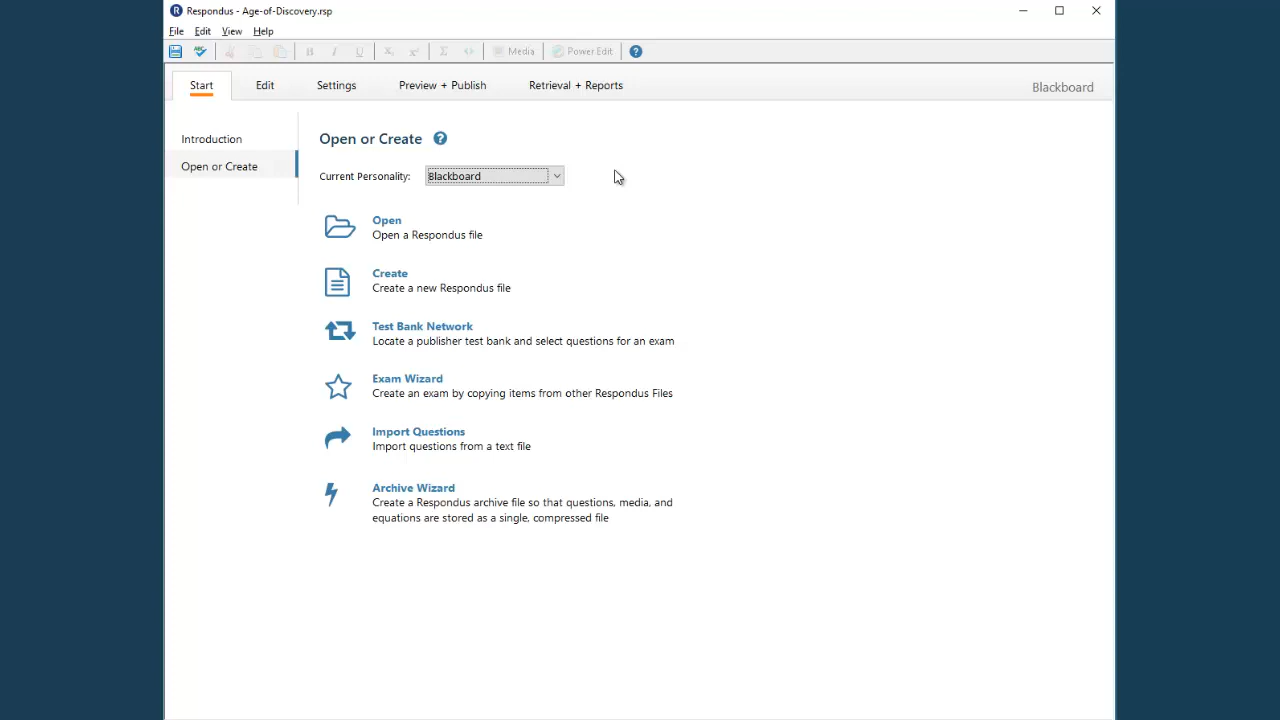 R Respondus - Age-of-Discovery.rsp
File Edit View Help
ABC B I U X₂ x² Σ <> Media Power Edit ?
Start Edit Settings Preview + Publish Retrieval + Reports Blackboard
Introduction
Open or Create
Open or Create ?
Current Personality: Blackboard
Open
Open a Respondus file
Create
Create a new Respondus file
Test Bank Network
Locate a publisher test bank and select questions for an exam
Exam Wizard
Create an exam by copying items from other Respondus Files
Import Questions
Import questions from a text file
Archive Wizard
Create a Respondus archive file so that questions, media, and
equations are stored as a single, compressed file